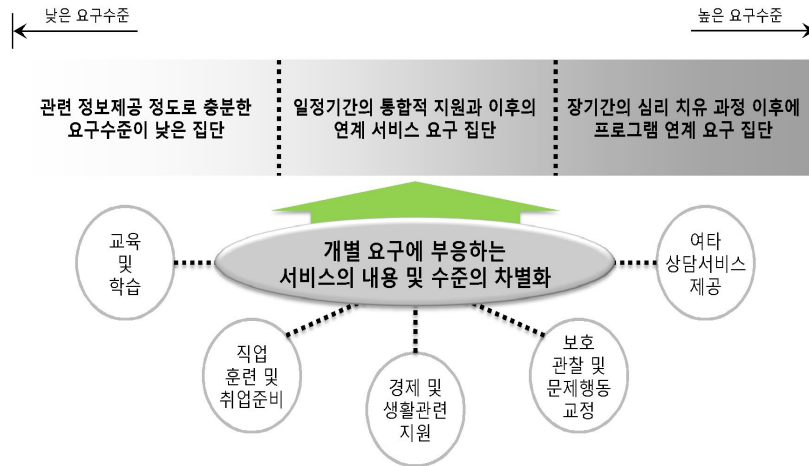 낮은 요구수준
높은 요구수준
관련 정보제공 정도로 충분한
요구수준이 낮은 집단
일정기간의 통합적 지원과 이후의
연계 서비스 요구 집단
장기간의 심리 치유 과정 이후에
프로그램 연계 요구 집단
개별 요구에 부응하는
서비스의 내용 및 수준의 차별화
교육
및
학습
직업
훈련 및
취업준비
경제 및
생활관련
지원
보호
관찰 및
문제행동
교정
여타
상담서비스
제공